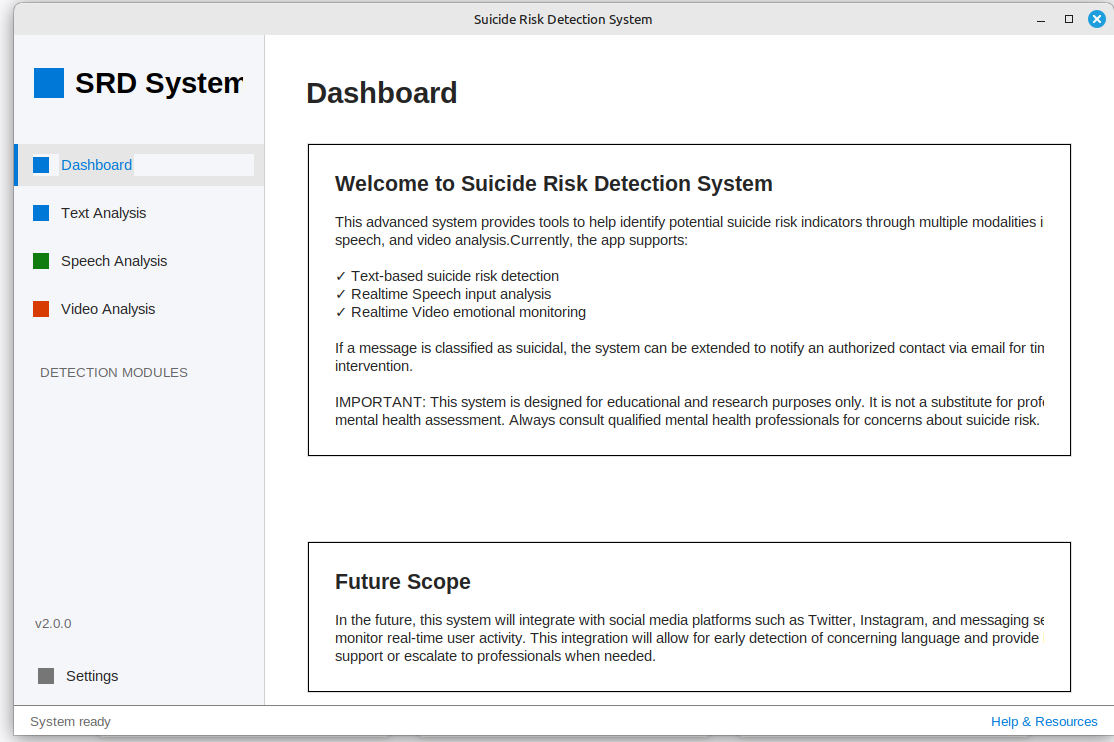 Suicide Risk Detection System
SRD System
Dashboard
Text Analysis
Speech Analysis
Video Analysis
DETECTION MODULES
v2.0.0
Settings
Dashboard
Welcome to Suicide Risk Detection System
This advanced system provides tools to help identify potential suicide risk indicators through multiple modalities i
speech, and video analysis.Currently, the app supports:
✓ Text-based suicide risk detection
✓ Realtime Speech input analysis
✓ Realtime Video emotional monitoring
If a message is classified as suicidal, the system can be extended to notify an authorized contact via email for tim
intervention.
IMPORTANT: This system is designed for educational and research purposes only. It is not a substitute for profe
mental health assessment. Always consult qualified mental health professionals for concerns about suicide risk.
Future Scope
In the future, this system will integrate with social media platforms such as Twitter, Instagram, and messaging se
monitor real-time user activity. This integration will allow for early detection of concerning language and provide
support or escalate to professionals when needed.
System ready
Help & Resources